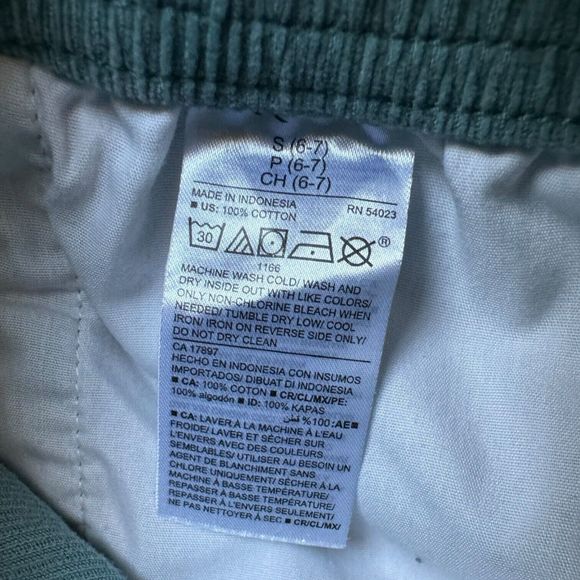 S (6-7)
P (6-7)
CH (6-7)
MADE IN INDONESIA RN 54023
■ US: 100% COTTON
30
1166
MACHINE WASH COLD/ WASH AND
DRY INSIDE OUT WITH LIKE COLORS/
ONLY NON-CHLORINE BLEACH WHEN
NEEDED/ TUMBLE DRY LOW/ COOL
IRON/ IRON ON REVERSE SIDE ONLY/
DO NOT DRY CLEAN
CA 17897
HECHO EN INDONESIA CON INSUMOS
IMPORTADOS/ DIBUAT DI INDONESIA
■ CA: 100% COTON ■ CR/CL/MX/PE:
100% algodón ■ ID: 100% KAPAS
■AE: 100% قطن
■ CA: LAVER À LA MACHINE À L'EAU
FROIDE/ LAVER ET SÉCHER SUR
L'ENVERS AVEC DES COULEURS
SEMBLABLES/ UTILISER AU BESOIN UN
AGENT DE BLANCHIMENT SANS
CHLORE UNIQUEMENT/ SÉCHER À LA
MACHINE À BASSE TEMPÉRATURE/
REPASSER À BASSE TEMPÉRATURE/
REPASSER À L'ENVERS SEULEMENT/
NE PAS NETTOYER À SEC ■ CR/CL/MX/